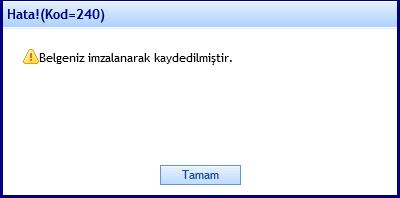 Hata!(Kod=240)
Belgeniz imzalanarak kaydedilmiştir.
Tamam